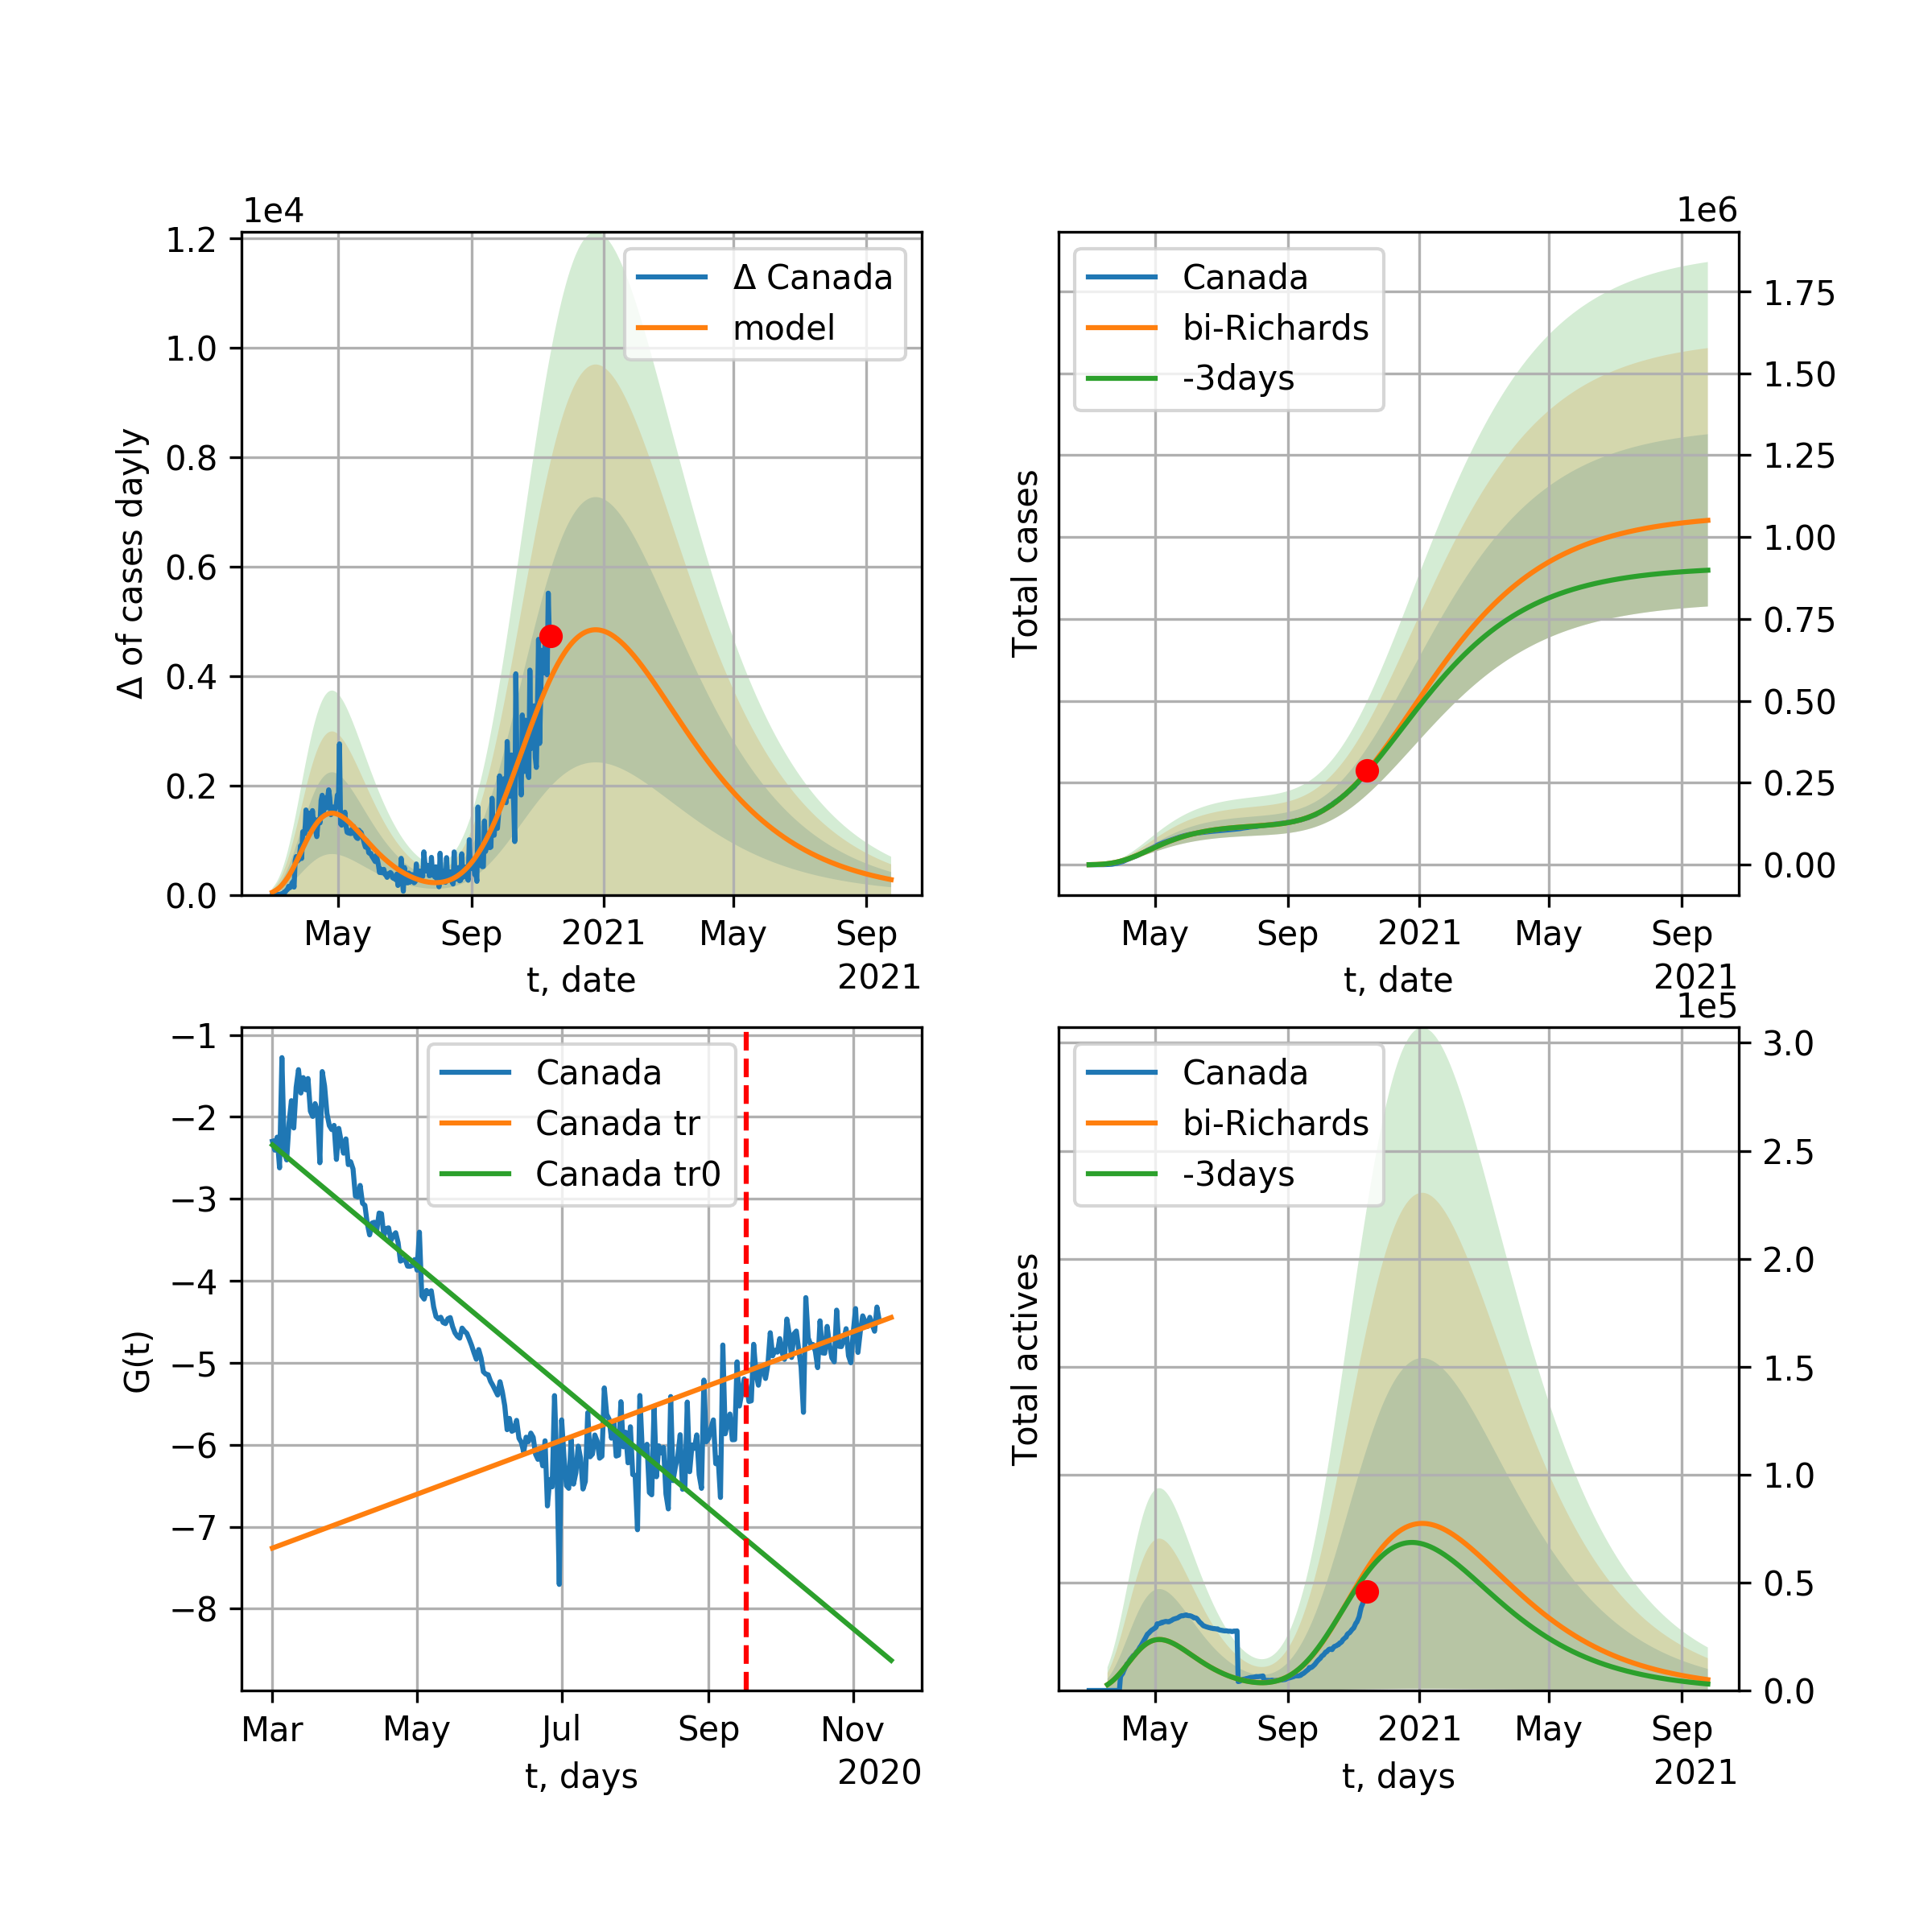 1e4
1.2
1.0
0.8
0.6
0.4
0.2
0.0
Δ of cases dayly
Δ Canada
model
May
Sep
2021
May
Sep
t, date
2021
1e6
Canada
bi-Richards
-3days
Total cases
1.75
1.50
1.25
1.00
0.75
0.50
0.25
0.00
May
Sep
2021
May
Sep
t, date
2021
−1
−2
−3
−4
−5
−6
−7
−8
G(t)
Canada
Canada tr
Canada tr0
Mar
May
Jul
Sep
Nov
t, days
2020
1e5
Canada
bi-Richards
-3days
Total actives
3.0
2.5
2.0
1.5
1.0
0.5
0.0
May
Sep
2021
May
Sep
t, days
2021